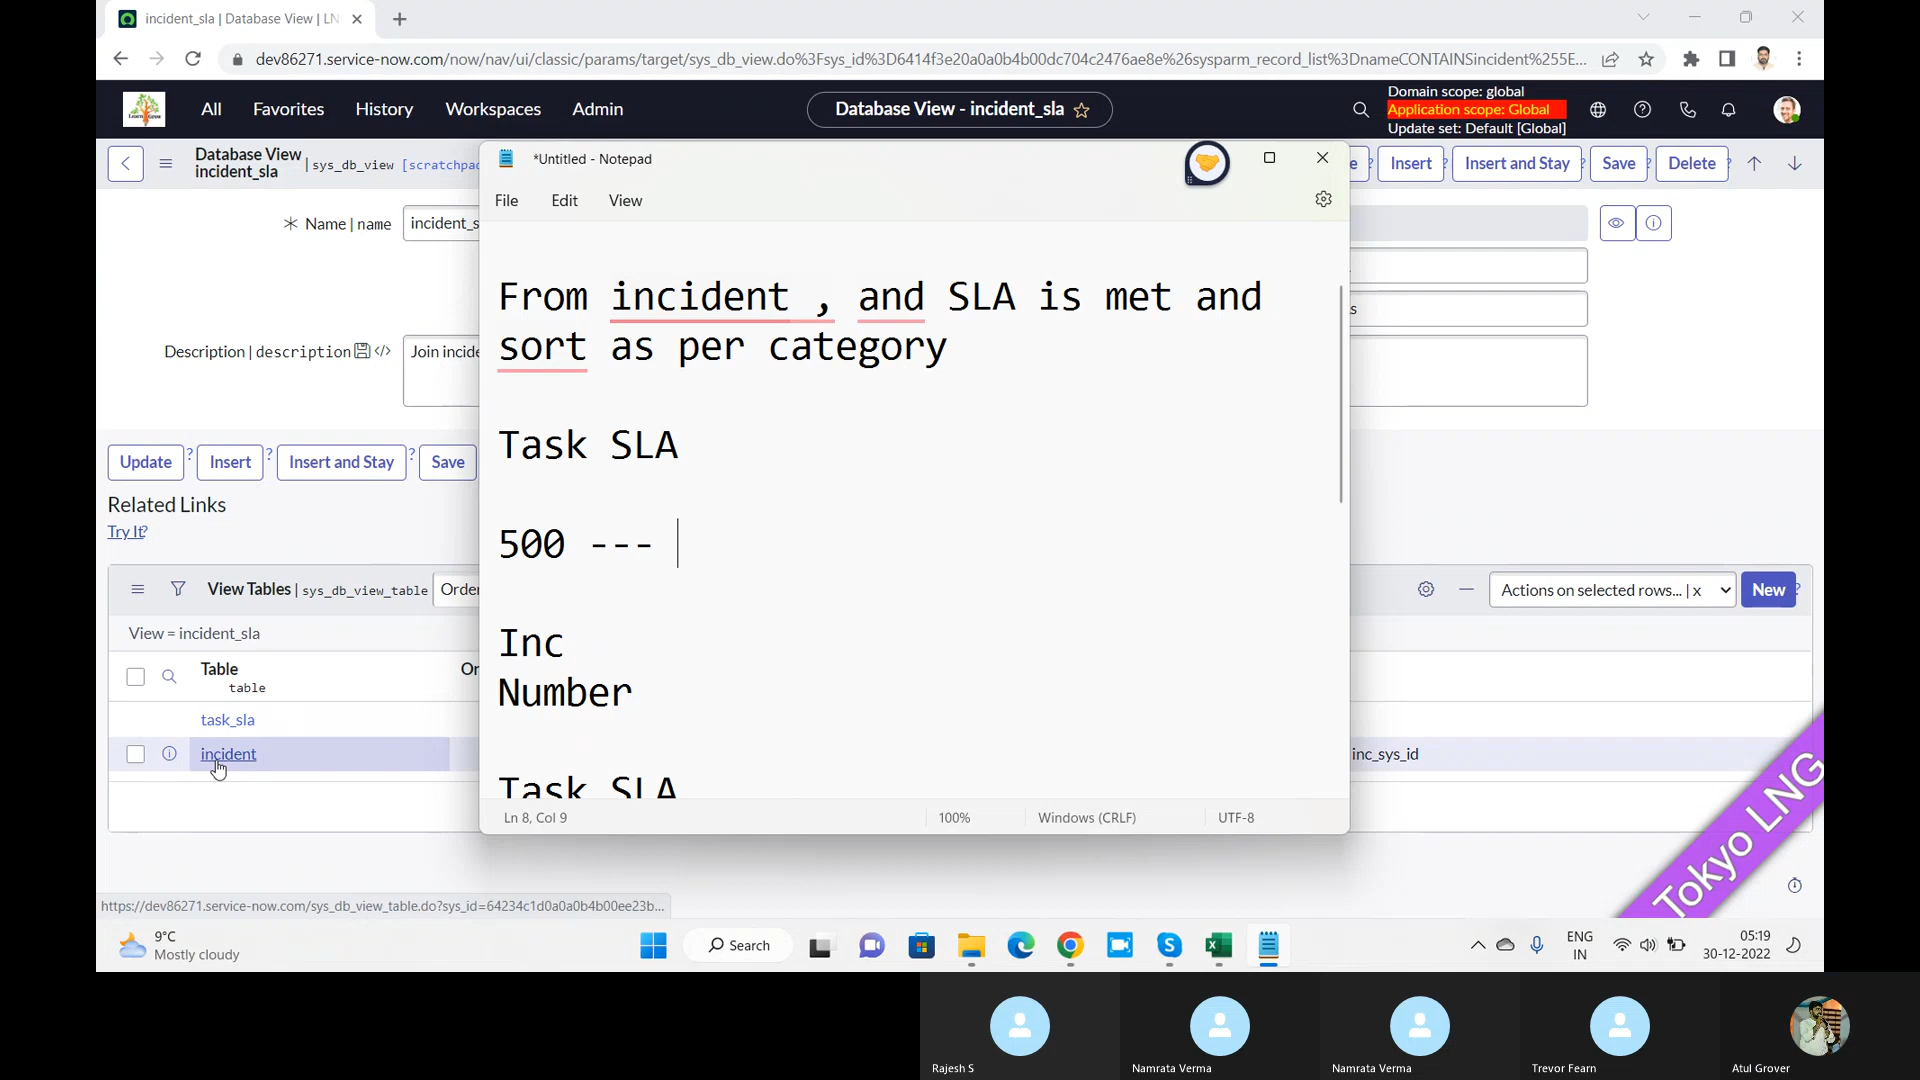 incident_sla | Database View | LN
dev86271.service-now.com/now/nav/ui/classic/params/target/sys_db_view.do%3Fsys_id%3D6414f3e20a0a0b4b00dc704c2476ae8e%26sysparm_record_list%3DnameCONTAINSincident%255E...
All Favorites History Workspaces Admin
Database View - incident_sla
Domain scope: global
Application scope: Global
Update set: Default [Global]
Database View | sys_db_view [scratchpad
incident_sla
Insert ? Insert and Stay ? Save ? Delete ?
*Untitled - Notepad
File Edit View
Name | name incident_s
Description | description </> Join incide
From incident , and SLA is met and
sort as per category
Task SLA
500 ---
Inc
Number
Task SLA
Ln 8, Col 9 100% Windows (CRLF) UTF-8
Update ? Insert ? Insert and Stay ? Save
Related Links
Try It?
View Tables | sys_db_view_table Order
Actions on selected rows... | x New ?
View = incident_sla
Table Or
table
task_sla
incident
inc_sys_id
Tokyo LNG
https://dev86271.service-now.com/sys_db_view_table.do?sys_id=64234c1d0a0a0b4b00ee23b...
9°C
Mostly cloudy
Search
ENG
IN
05:19
30-12-2022
Rajesh S Namrata Verma Namrata Verma Trevor Fearn Atul Grover